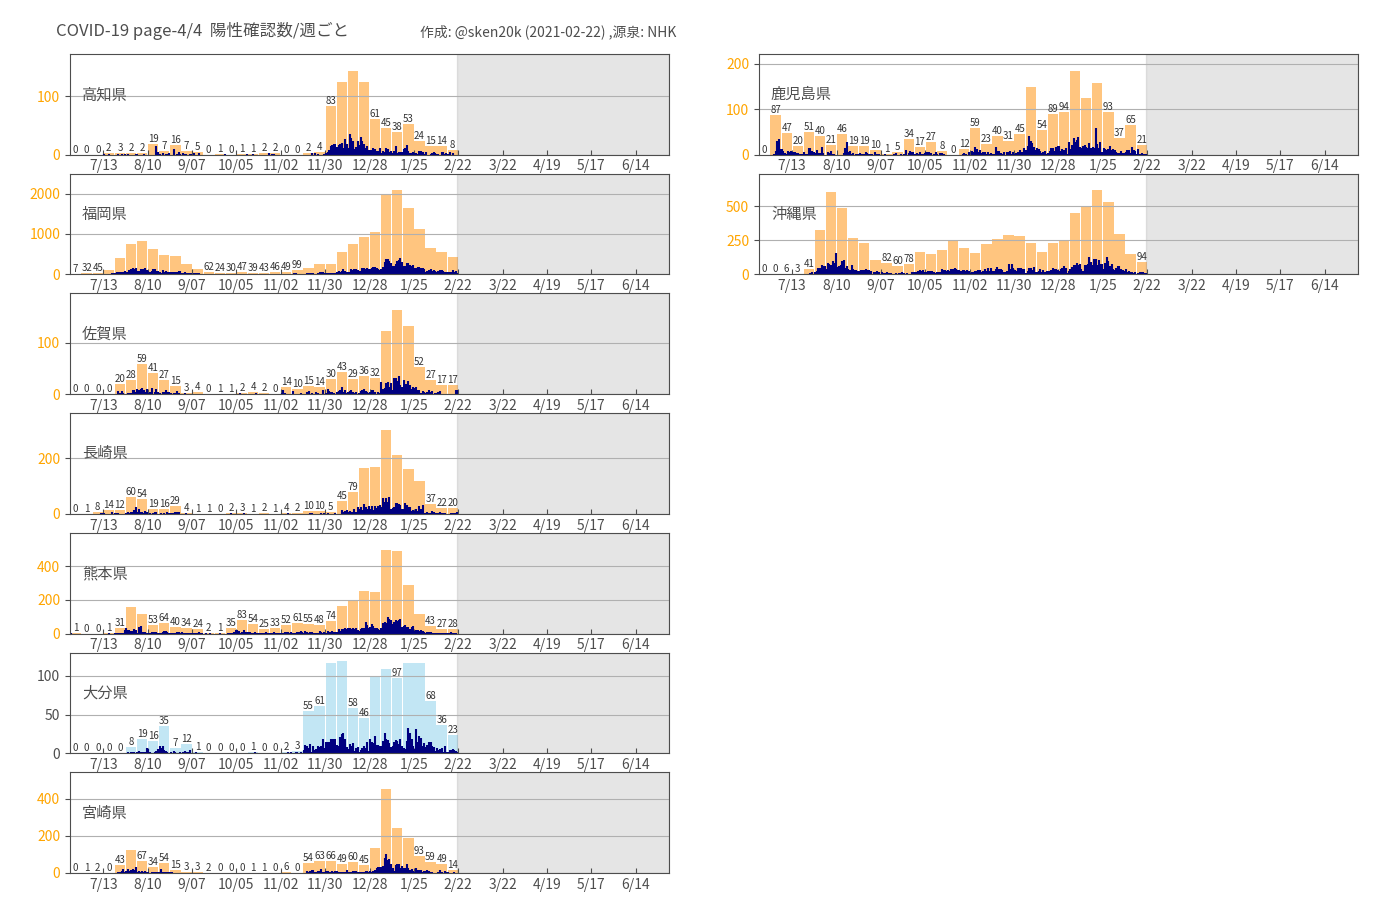 COVID-19 page-4/4 陽性確認数/週ごと
作成: @sken20k (2021-02-22) ,源泉: NHK
高知県
100
0
0 0 0 2 3 2 2 19 7 16 7 5 0 1 0 1 1 2 2 0 0 2 4 83 61 45 38 53 24 15 14 8
7/13 8/10 9/07 10/05 11/02 11/30 12/28 1/25 2/22 3/22 4/19 5/17 6/14
福岡県
2000
1000
0
7 32 45 62 24 30 47 39 43 46 49 99
7/13 8/10 9/07 10/05 11/02 11/30 12/28 1/25 2/22 3/22 4/19 5/17 6/14
佐賀県
100
0
0 0 0 0 20 28 59 41 27 15 3 4 0 1 1 2 4 2 0 14 10 15 14 30 43 29 36 32 52 27 17 17
7/13 8/10 9/07 10/05 11/02 11/30 12/28 1/25 2/22 3/22 4/19 5/17 6/14
長崎県
200
0
0 1 8 14 12 60 54 19 16 29 4 1 1 0 2 3 1 2 1 4 2 10 10 5 45 79 37 22 20
7/13 8/10 9/07 10/05 11/02 11/30 12/28 1/25 2/22 3/22 4/19 5/17 6/14
熊本県
400
200
0
1 0 0 1 31 53 64 40 34 24 2 1 35 83 54 25 33 52 61 55 48 74 43 27 28
7/13 8/10 9/07 10/05 11/02 11/30 12/28 1/25 2/22 3/22 4/19 5/17 6/14
大分県
100
50
0
0 0 0 0 0 8 19 16 35 7 12 1 0 0 0 0 1 0 0 2 3 55 61 58 46 97 68 36 23
7/13 8/10 9/07 10/05 11/02 11/30 12/28 1/25 2/22 3/22 4/19 5/17 6/14
宮崎県
400
200
0
0 1 2 0 43 67 34 54 15 3 3 2 0 0 0 1 1 0 6 0 54 63 66 49 60 45 93 59 49 14
7/13 8/10 9/07 10/05 11/02 11/30 12/28 1/25 2/22 3/22 4/19 5/17 6/14
鹿児島県
200
100
0
0 87 47 20 51 40 21 46 19 19 10 1 5 34 17 27 8 0 12 59 23 40 31 45 54 89 94 93 37 65 21
7/13 8/10 9/07 10/05 11/02 11/30 12/28 1/25 2/22 3/22 4/19 5/17 6/14
沖縄県
500
250
0
0 0 6 3 41 82 60 78 94
7/13 8/10 9/07 10/05 11/02 11/30 12/28 1/25 2/22 3/22 4/19 5/17 6/14